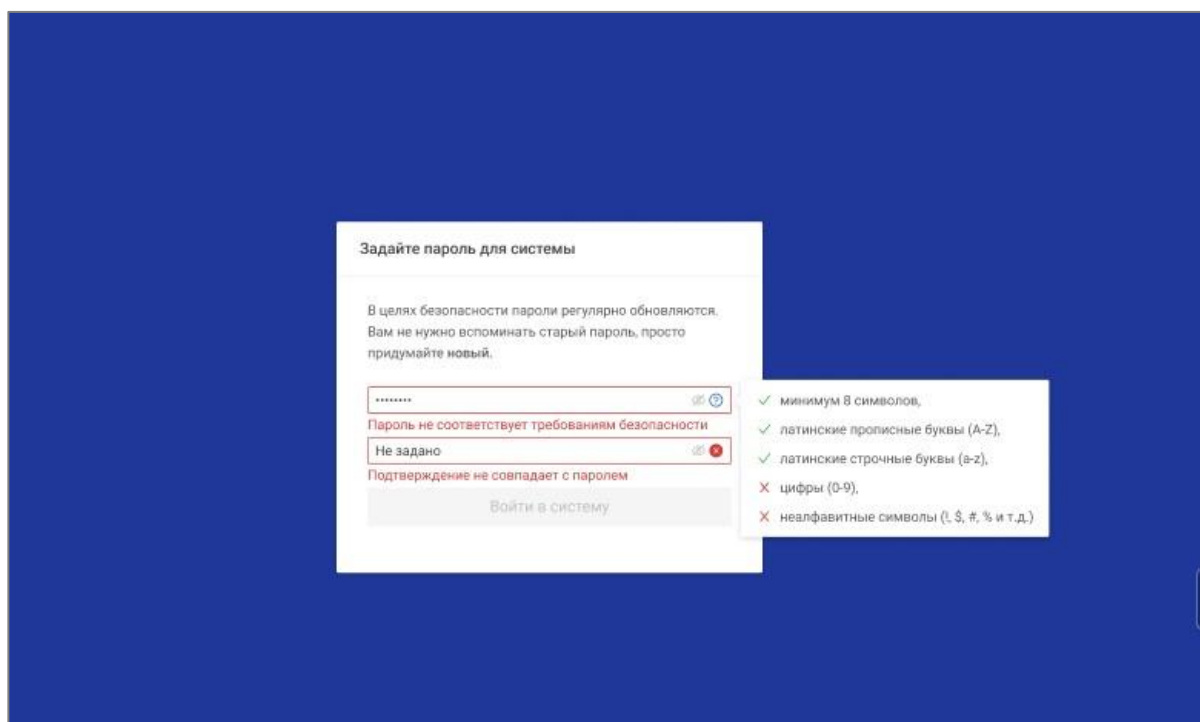 Задайте пароль для системы
В целях безопасности пароли регулярно обновляются.
Вам не нужно вспоминать старый пароль, просто
придумайте новый.
••••••••
Пароль не соответствует требованиям безопасности
Не задано
Подтверждение не совпадает с паролем
Войти в систему
минимум 8 символов,
латинские прописные буквы (A-Z),
латинские строчные буквы (a-z),
цифры (0-9),
неалфавитные символы (!, $, #, % и т.д.)